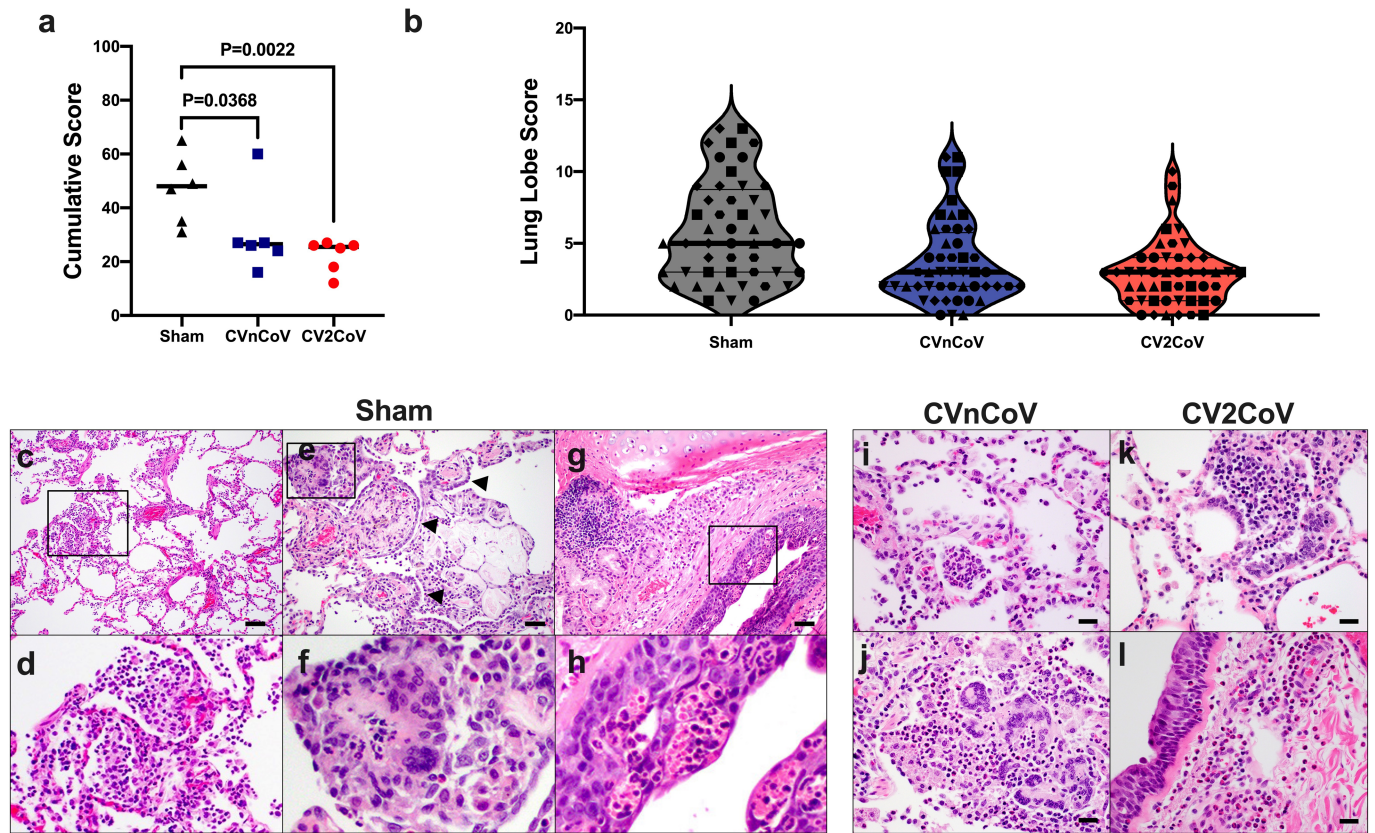 a
b
Cumulative Score
100
80
60
40
20
0
P=0.0022
P=0.0368
Sham
CVnCoV
CV2CoV
Lung Lobe Score
20
15
10
5
0
Sham
CVnCoV
CV2CoV
Sham
CVnCoV
CV2CoV
c
e
g
i
k
d
f
h
j
l